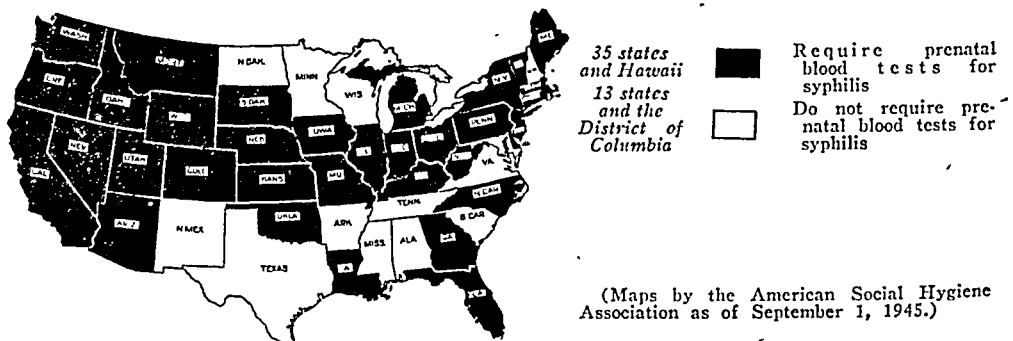 WASH
ORE
CAL
NEV
IDAH
MONT
WYO
UTAH
COLO
ARIZ
N MEX
N DAK
S DAK
NEB
KANS
OKLA
TEXAS
MINN
IOWA
MO
ARK
LA
WIS
ILL
MICH
IND
OHIO
TENN
MISS
ALA
GA
FLA
S CAR
N CAR
VA
PENN
N.Y.
ME
35 states
and Hawaii
13 states
and the
District of
Columbia
Require prenatal
blood tests for
syphilis
Do not require pre-
natal blood tests for
syphilis
(Maps by the American Social Hygiene
Association as of September 1, 1945.)